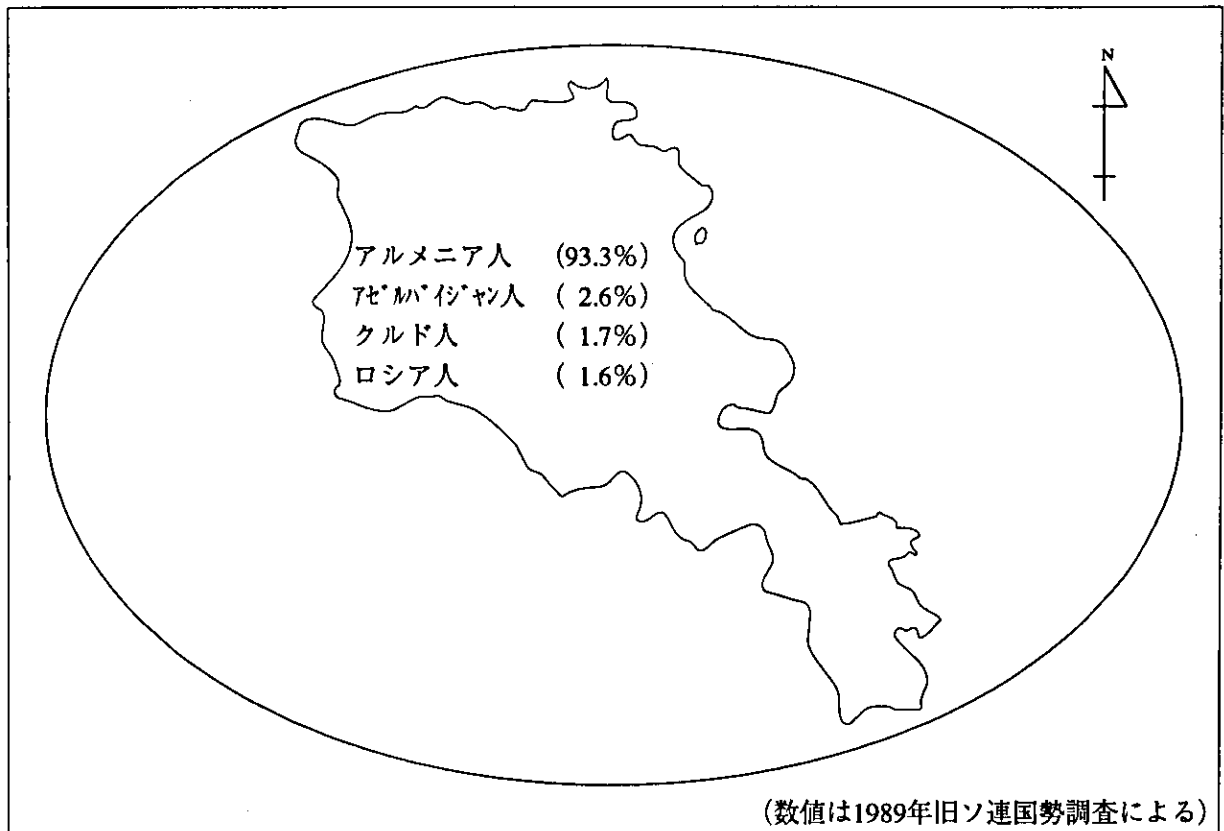 N
アルメニア人 (93.3%)
ｱｾﾞﾙﾊﾞｲｼﾞｬﾝ人 ( 2.6%)
クルド人 ( 1.7%)
ロシア人 ( 1.6%)
(数値は1989年旧ソ連国勢調査による)